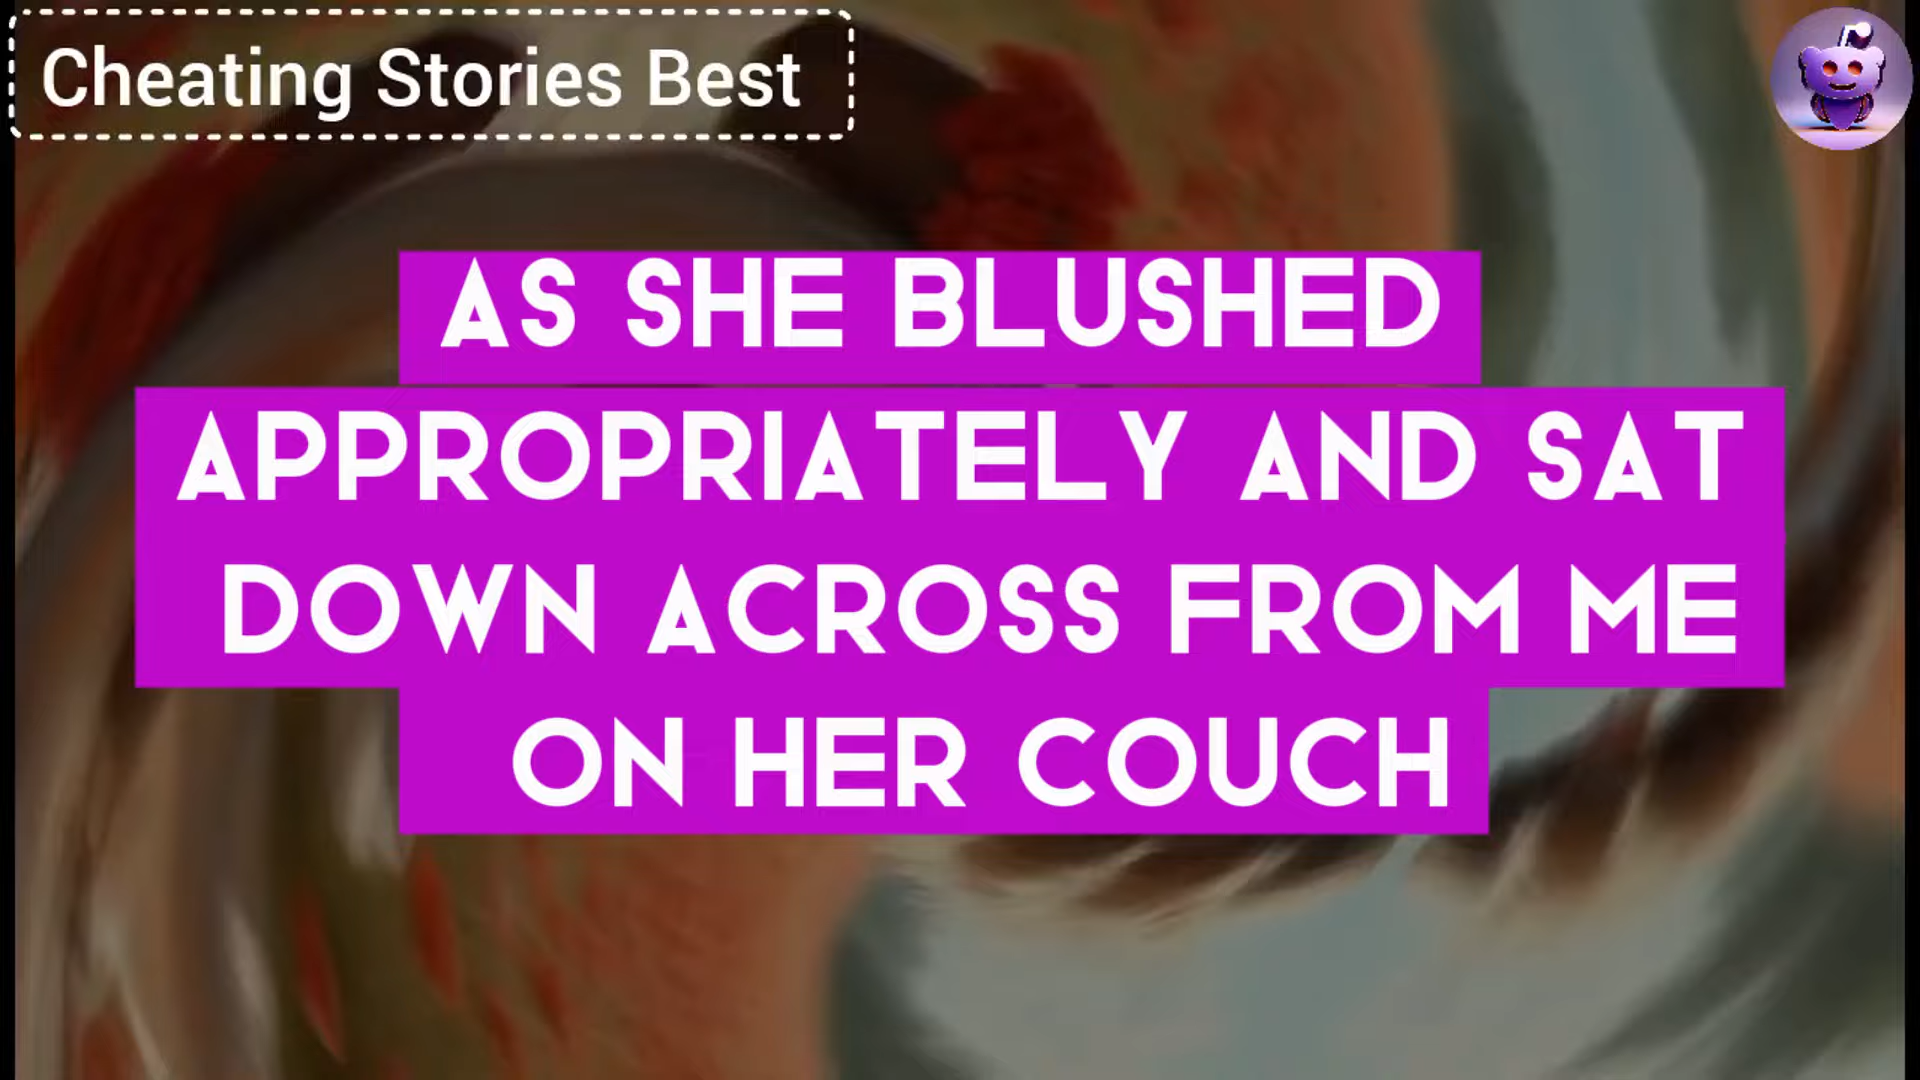 Cheating Stories Best
AS SHE BLUSHED
APPROPRIATELY AND SAT
DOWN ACROSS FROM ME
ON HER COUCH